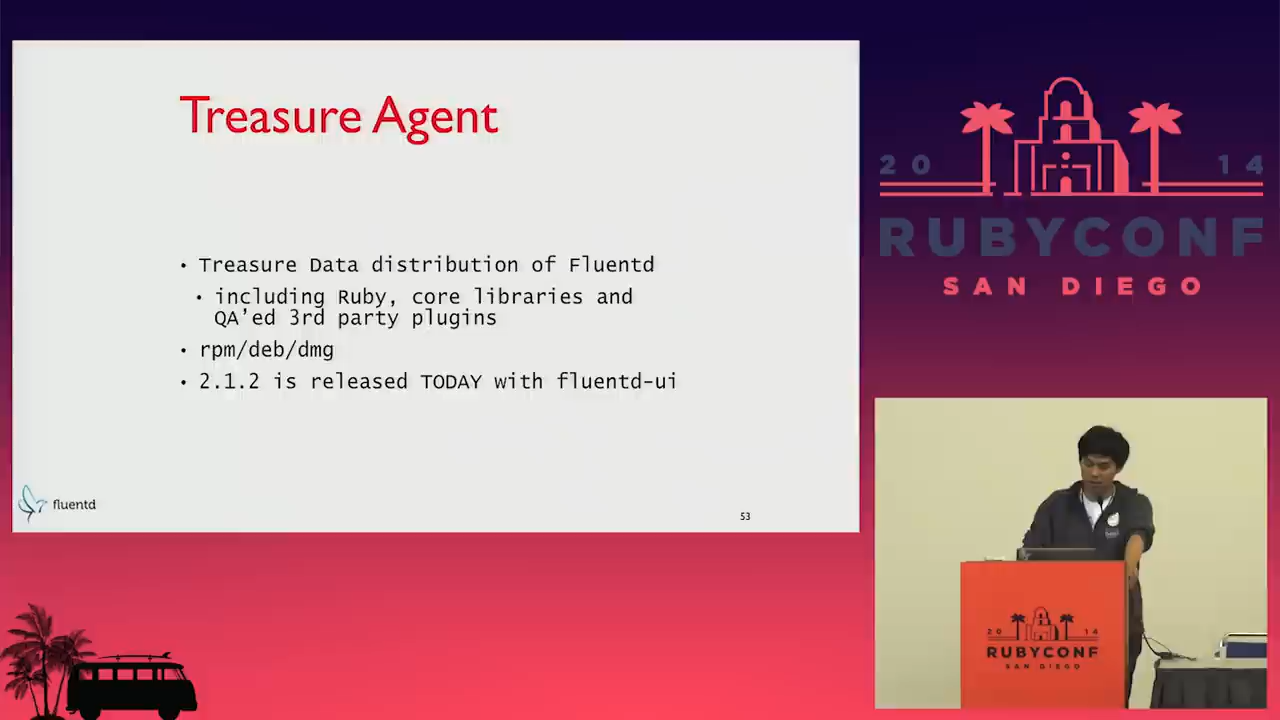 Treasure Agent
• Treasure Data distribution of Fluentd
• including Ruby, core libraries and
QA'ed 3rd party plugins
• rpm/deb/dmg
• 2.1.2 is released TODAY with fluentd-ui
fluentd
53
20 14
RUBYCONF
SAN DIEGO
20 14
RUBYCONF
SAN DIEGO